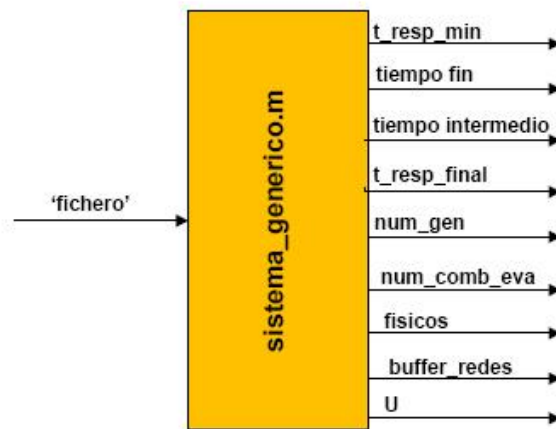 'fichero'
sistema_generico.m
t_resp_min
tiempo fin
tiempo intermedio
t_resp_final
num_gen
num_comb_eva
fisicos
buffer_redes
U